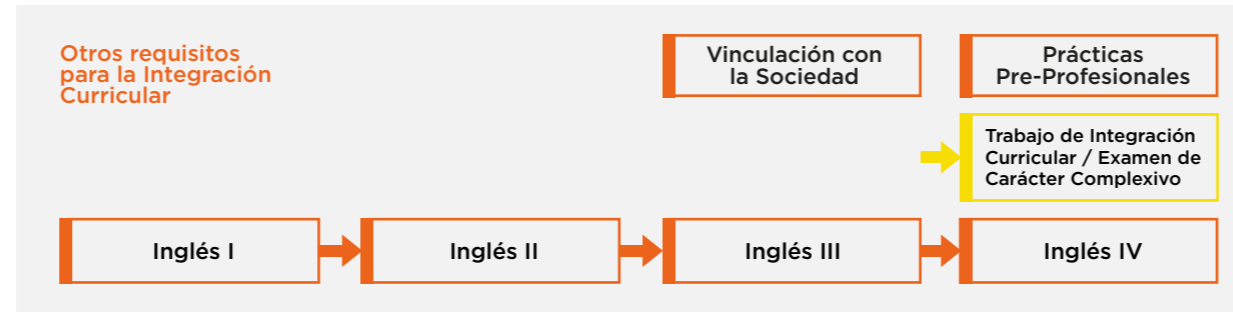 Otros requisitos
para la Integración
Curricular
Vinculación con
la Sociedad
Prácticas
Pre-Profesionales
Trabajo de Integración
Curricular / Examen de
Carácter Complexivo
Inglés I
Inglés II
Inglés III
Inglés IV